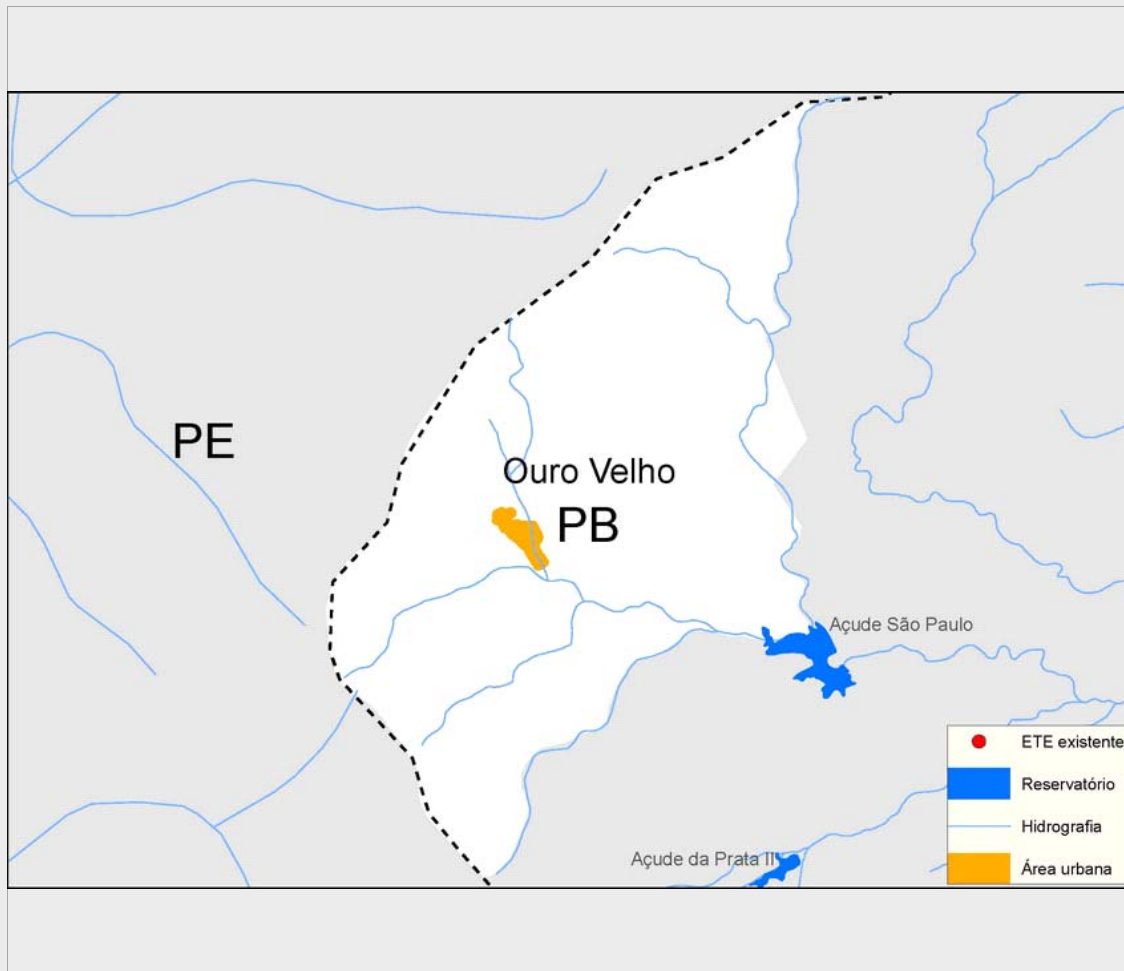 PE
Ouro Velho
PB
Açude São Paulo
ETE existente
Reservatório
Hidrografia
Açude da Prata II
Área urbana